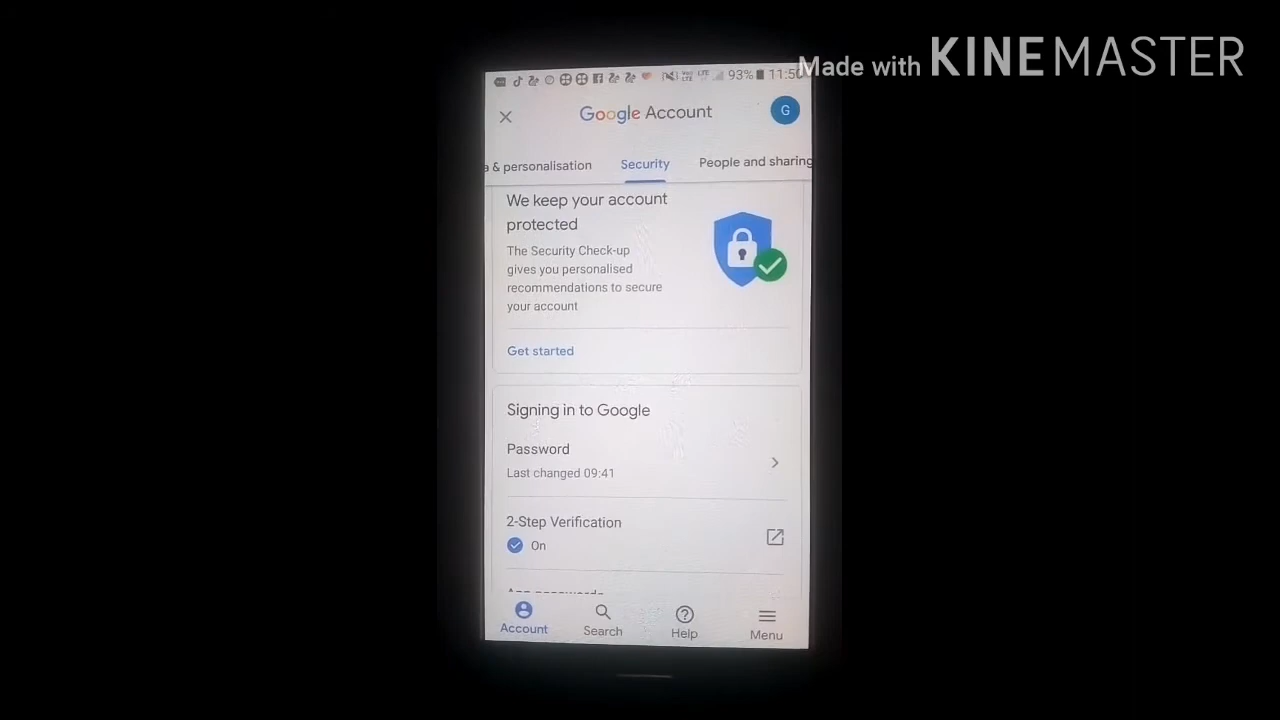 Made with KINEMASTER
93% 11:50
Google Account
G
a & personalisation Security People and sharing
We keep your account
protected
The Security Check-up
gives you personalised
recommendations to secure
your account
Get started
Signing in to Google
Password
Last changed 09:41
2-Step Verification
On
App passwords
Account Search Help Menu